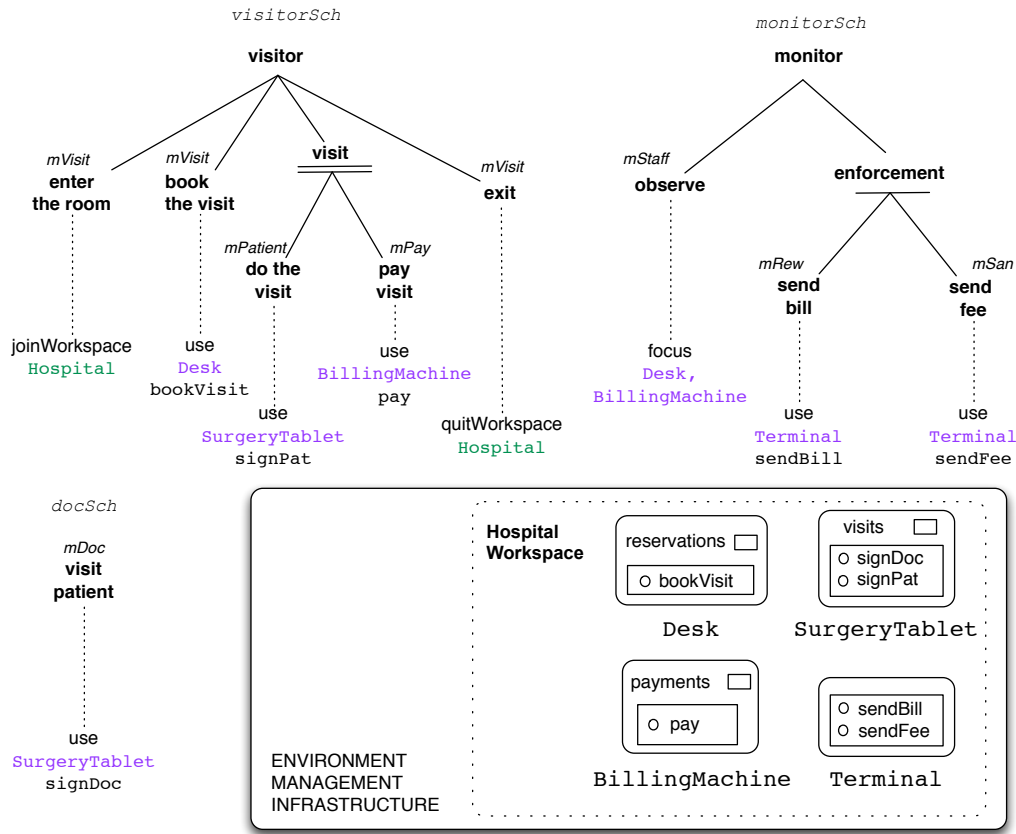 visitorSch
visitor
mVisit
enter
the room
joinWorkspace
Hospital
mVisit
book
the visit
use
Desk
bookVisit
visit
mPatient
do the
visit
use
SurgeryTablet
signPat
mPay
pay
visit
use
BillingMachine
pay
mVisit
exit
quitWorkspace
Hospital
monitorSch
monitor
mStaff
observe
focus
Desk,
BillingMachine
enforcement
mRew
send
bill
use
Terminal
sendBill
mSan
send
fee
use
Terminal
sendFee
docSch
mDoc
visit
patient
use
SurgeryTablet
signDoc
Hospital
Workspace
reservations
bookVisit
Desk
visits
signDoc
signPat
SurgeryTablet
payments
pay
BillingMachine
sendBill
sendFee
Terminal
ENVIRONMENT
MANAGEMENT
INFRASTRUCTURE